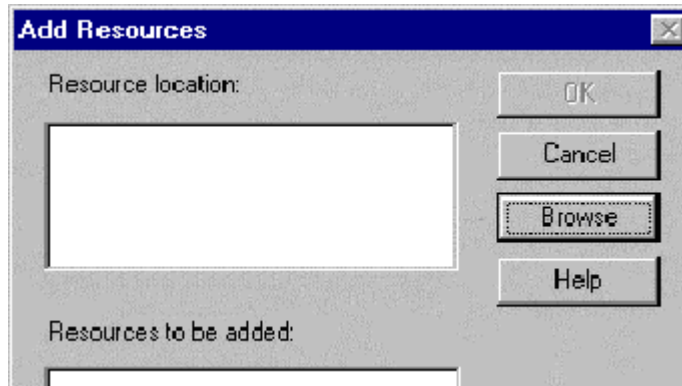 Add Resources
Resource location:
OK
Cancel
Browse
Help
Resources to be added: